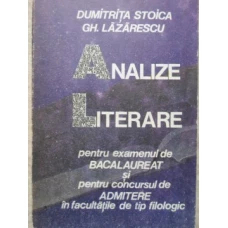 DUMITRIȚA STOICA
GH. LĂZĂRESCU
ANALIZE
LITERARE
pentru examenul de
BACALAUREAT
și
pentru concursul de
ADMITERE
în facultățile de tip filologic